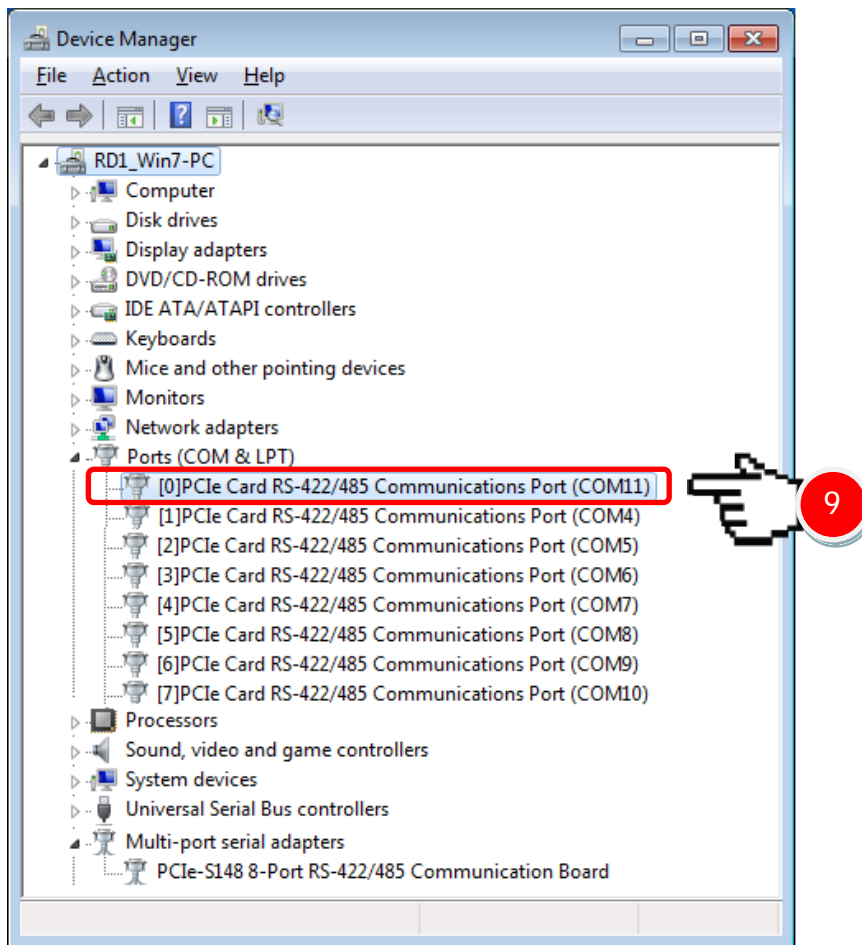 Device Manager
File Action View Help
RD1_Win7-PC
Computer
Disk drives
Display adapters
DVD/CD-ROM drives
IDE ATA/ATAPI controllers
Keyboards
Mice and other pointing devices
Monitors
Network adapters
Ports (COM & LPT)
[0]PCIe Card RS-422/485 Communications Port (COM11)
9
[1]PCIe Card RS-422/485 Communications Port (COM4)
[2]PCIe Card RS-422/485 Communications Port (COM5)
[3]PCIe Card RS-422/485 Communications Port (COM6)
[4]PCIe Card RS-422/485 Communications Port (COM7)
[5]PCIe Card RS-422/485 Communications Port (COM8)
[6]PCIe Card RS-422/485 Communications Port (COM9)
[7]PCIe Card RS-422/485 Communications Port (COM10)
Processors
Sound, video and game controllers
System devices
Universal Serial Bus controllers
Multi-port serial adapters
PCIe-S148 8-Port RS-422/485 Communication Board